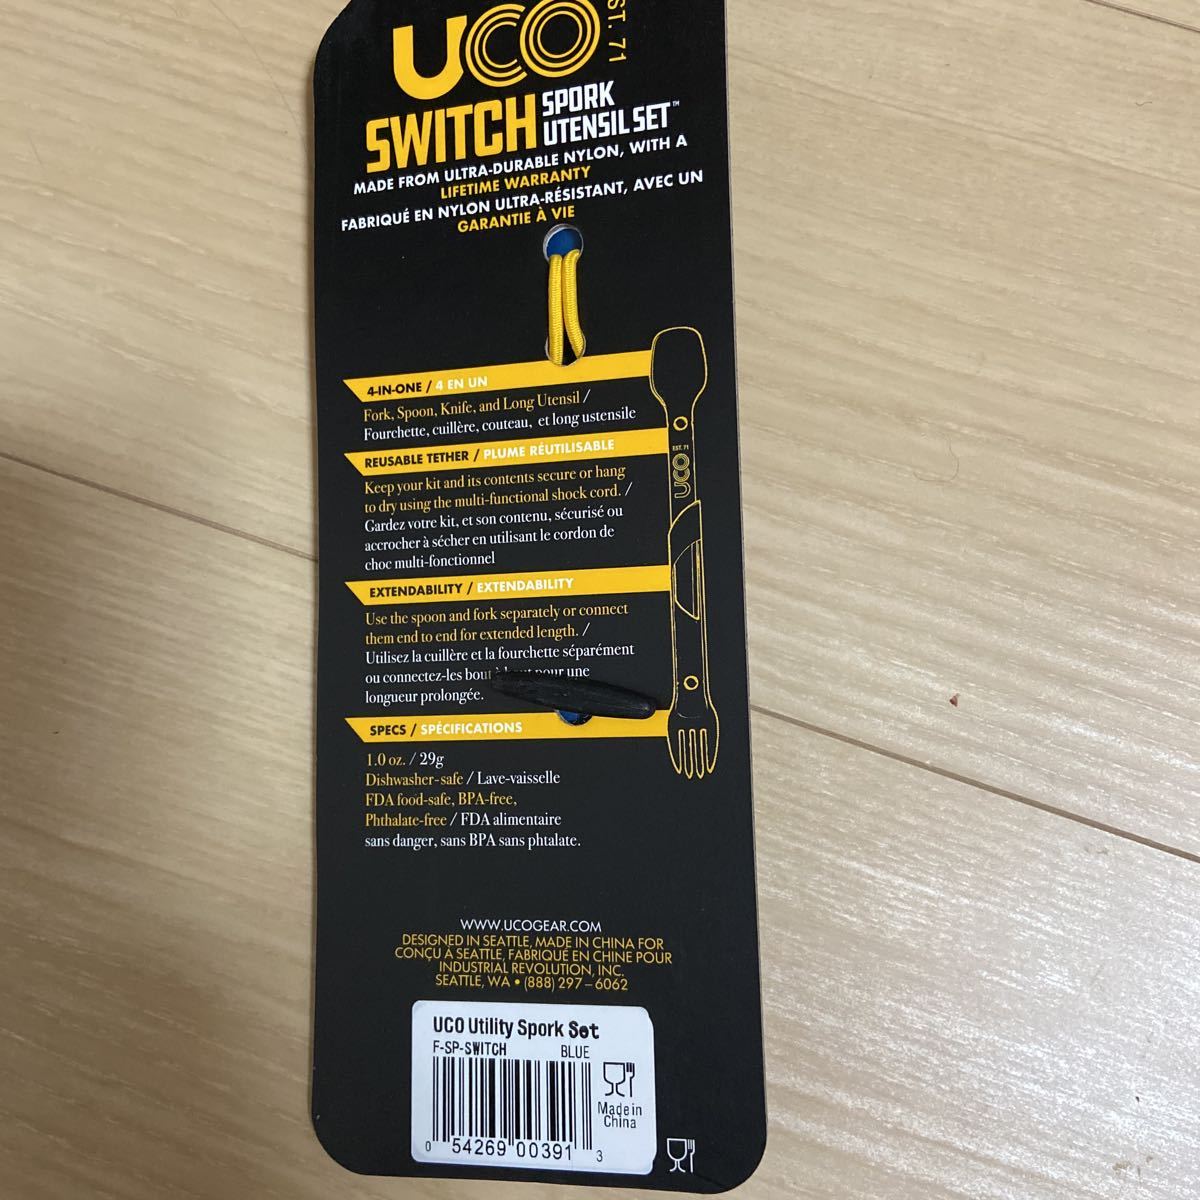 UCO
ST. 71
SWITCH SPORK
UTENSIL SET™
MADE FROM ULTRA-DURABLE NYLON, WITH A
LIFETIME WARRANTY
FABRIQUÉ EN NYLON ULTRA-RÉSISTANT, AVEC UN
GARANTIE À VIE
4-IN-ONE / 4 EN UN
Fork, Spoon, Knife, and Long Utensil /
Fourchette, cuillère, couteau, et long ustensile
REUSABLE TETHER / PLUME RÉUTILISABLE
Keep your kit and its contents secure or hang
to dry using the multi-functional shock cord. /
Gardez votre kit, et son contenu, sécurisé ou
accrocher à sécher en utilisant le cordon de
choc multi-fonctionnel
EXTENDABILITY / EXTENDABILITY
Use the spoon and fork separately or connect
them end to end for extended length. /
Utilisez la cuillère et la fourchette séparément
ou connectez-les bout à bout pour une
longueur prolongée.
SPECS / SPÉCIFICATIONS
1.0 oz. / 29g
Dishwasher-safe / Lave-vaisselle
FDA food-safe, BPA-free,
Phthalate-free / FDA alimentaire
sans danger, sans BPA sans phtalate.
EST. 71
UCO
WWW.UCOGEAR.COM
DESIGNED IN SEATTLE, MADE IN CHINA FOR
CONÇU À SEATTLE, FABRIQUÉ EN CHINE POUR
INDUSTRIAL REVOLUTION, INC.
SEATTLE, WA • (888) 297-6062
UCO Utility Spork Set
F-SP-SWITCH BLUE
Made in
China
0 54269 00391 3